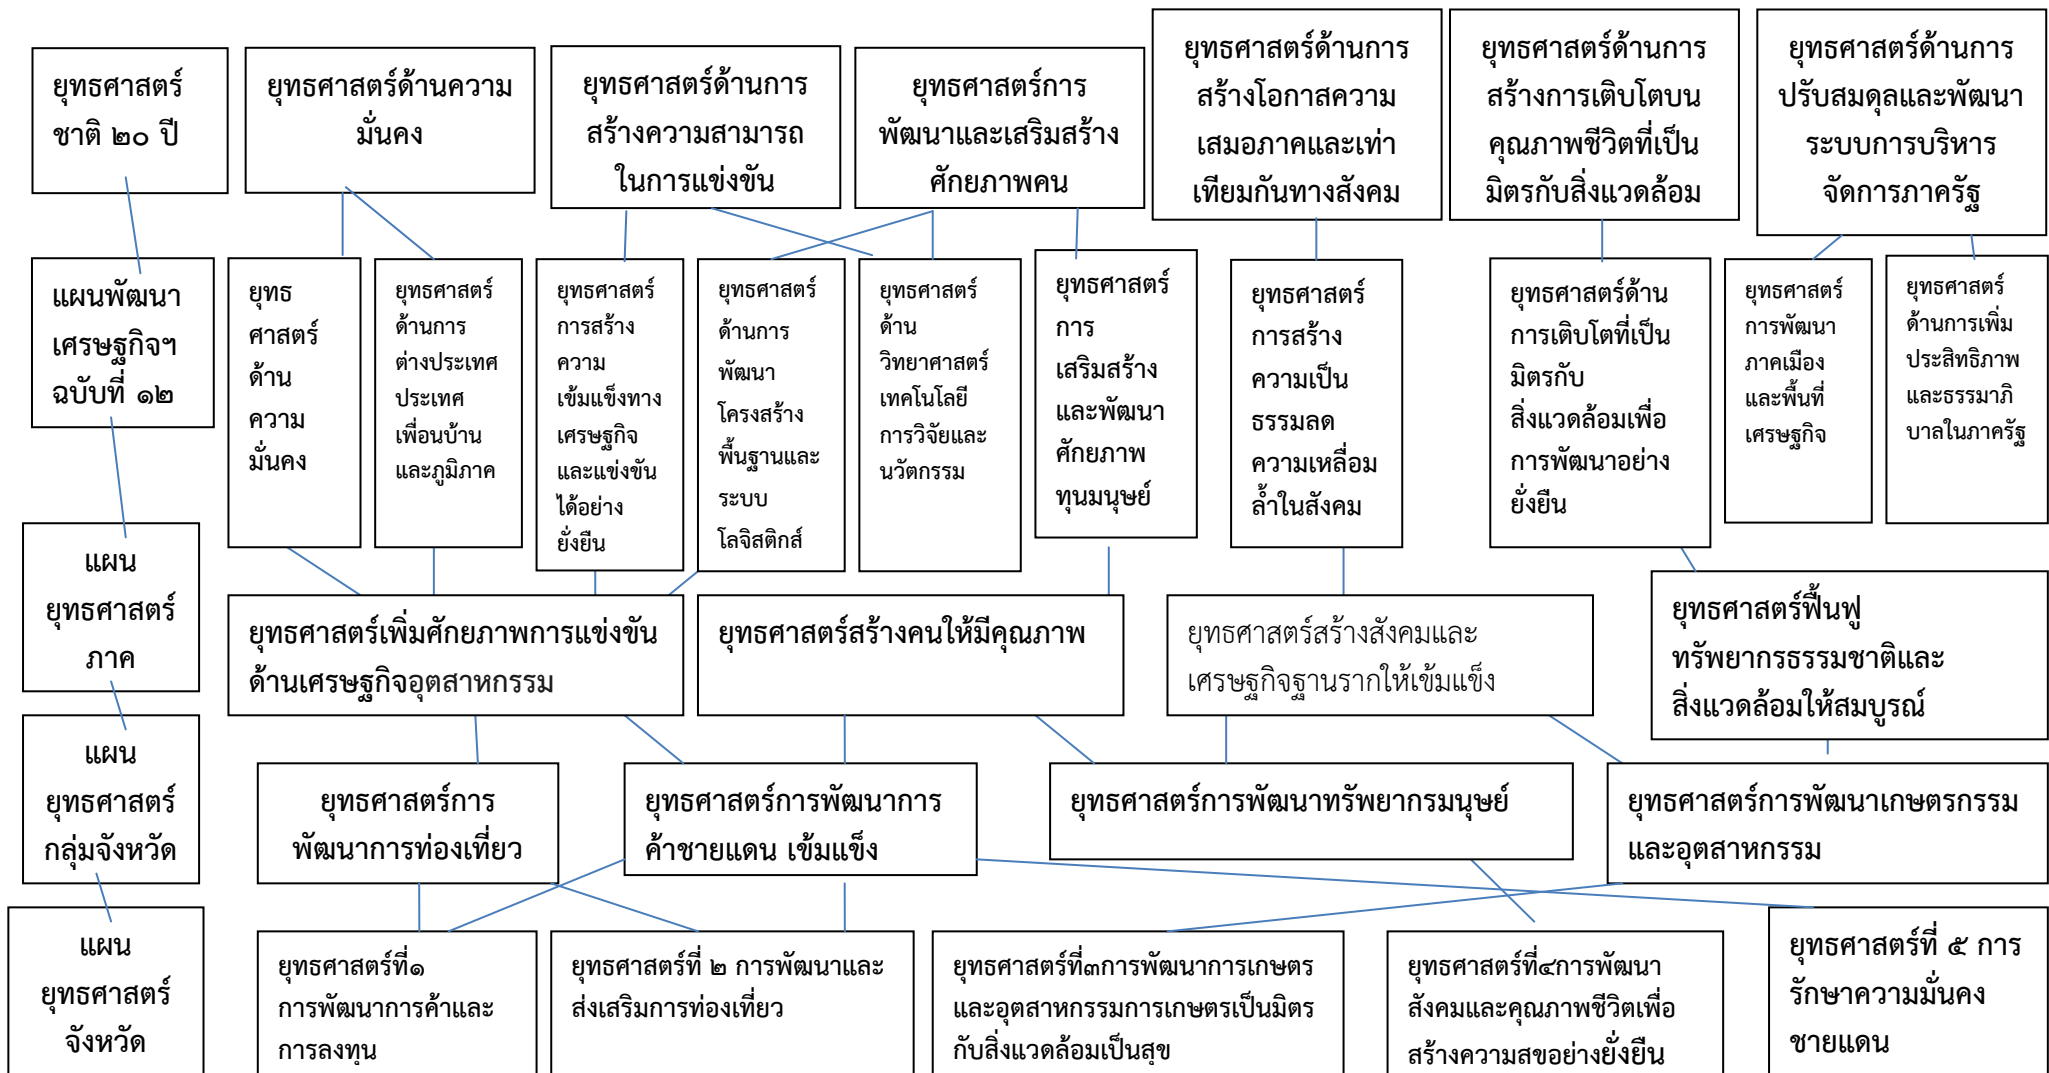 ยุทธศาสตร์
ชาติ ๒๐ ปี
ยุทธศาสตร์ด้านความ
มั่นคง
ยุทธศาสตร์ด้านการ
สร้างความสามารถ
ในการแข่งขัน
ยุทธศาสตร์การ
พัฒนาและเสริมสร้าง
ศักยภาพคน
ยุทธศาสตร์ด้านการ
สร้างโอกาสความ
เสมอภาคและเท่า
เทียมกันทางสังคม
ยุทธศาสตร์ด้านการ
สร้างการเติบโตบน
คุณภาพชีวิตที่เป็น
มิตรกับสิ่งแวดล้อม
ยุทธศาสตร์ด้านการ
ปรับสมดุลและพัฒนา
ระบบการบริหาร
จัดการภาครัฐ
แผนพัฒนา
เศรษฐกิจฯ
ฉบับที่ ๑๒
ยุทธ
ศาสตร์
ด้าน
ความ
มั่นคง
ยุทธศาสตร์
ด้านการ
ต่างประเทศ
ประเทศ
เพื่อนบ้าน
และภูมิภาค
ยุทธศาสตร์
การสร้าง
ความ
เข้มแข็งทาง
เศรษฐกิจ
และแข่งขัน
ได้อย่าง
ยั่งยืน
ยุทธศาสตร์
ด้านการ
พัฒนา
โครงสร้าง
พื้นฐานและ
ระบบ
โลจิสติกส์
ยุทธศาสตร์
ด้าน
วิทยาศาสตร์
เทคโนโลยี
การวิจัยและ
นวัตกรรม
ยุทธศาสตร์
การ
เสริมสร้าง
และพัฒนา
ศักยภาพ
ทุนมนุษย์
ยุทธศาสตร์
การสร้าง
ความเป็น
ธรรมลด
ความเหลื่อม
ล้ำในสังคม
ยุทธศาสตร์ด้าน
การเติบโตที่เป็น
มิตรกับ
สิ่งแวดล้อมเพื่อ
การพัฒนาอย่าง
ยั่งยืน
ยุทธศาสตร์
การพัฒนา
ภาคเมือง
และพื้นที่
เศรษฐกิจ
ยุทธศาสตร์
ด้านการเพิ่ม
ประสิทธิภาพ
และธรรมาภิ
บาลในภาครัฐ
แผน
ยุทธศาสตร์
ภาค
ยุทธศาสตร์เพิ่มศักยภาพการแข่งขัน
ด้านเศรษฐกิจอุตสาหกรรม
ยุทธศาสตร์สร้างคนให้มีคุณภาพ
ยุทธศาสตร์สร้างสังคมและ
เศรษฐกิจฐานรากให้เข้มแข็ง
ยุทธศาสตร์ฟื้นฟู
ทรัพยากรธรรมชาติและ
สิ่งแวดล้อมให้สมบูรณ์
แผน
ยุทธศาสตร์
กลุ่มจังหวัด
ยุทธศาสตร์การ
พัฒนาการท่องเที่ยว
ยุทธศาสตร์การพัฒนาการ
ค้าชายแดน เข้มแข็ง
ยุทธศาสตร์การพัฒนาทรัพยากรมนุษย์
ยุทธศาสตร์การพัฒนาเกษตรกรรม
และอุตสาหกรรม
แผน
ยุทธศาสตร์
จังหวัด
ยุทธศาสตร์ที่๑
การพัฒนาการค้าและ
การลงทุน
ยุทธศาสตร์ที่ ๒ การพัฒนาและ
ส่งเสริมการท่องเที่ยว
ยุทธศาสตร์ที่๓การพัฒนาการเกษตร
และอุตสาหกรรมการเกษตรเป็นมิตร
กับสิ่งแวดล้อมเป็นสุข
ยุทธศาสตร์ที่๔การพัฒนา
สังคมและคุณภาพชีวิตเพื่อ
สร้างความสุขอย่างยั่งยืน
ยุทธศาสตร์ที่ ๕ การ
รักษาความมั่นคง
ชายแดน